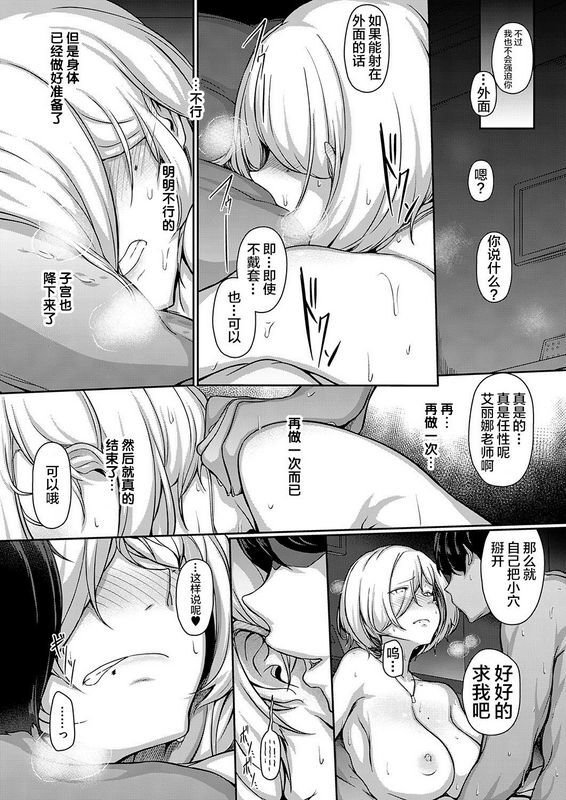 不过
我也不会强迫你
…外面
嗯？
你说什么？
如果能射在
外面的话
…不行
即…即使
不戴套…
也…可以
但是身体
已经做好准备了
明明不行的
子宫也
降下来了
真是的…
真是任性呢
艾丽娜老师啊
再…
再做一次…
再做一次而已
然后就真的
结束了…
可以哦
那么就
自己把小穴
掰开
呜…
好好的
求我吧
…这样说呢♥
……っ